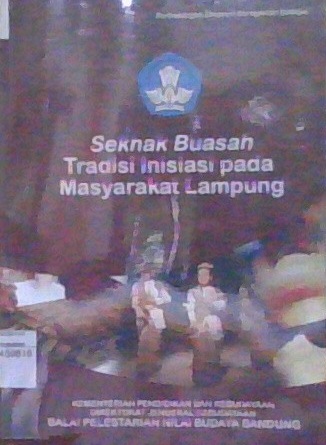 Seknak Buasah
Tradisi Inisiasi pada
Masyarakat Lampung
KEMENTERIAN PENDIDIKAN DAN KEBUDAYAAN
DIREKTORAT JENDERAL KEBUDAYAAN
BALAI PELESTARIAN NILAI BUDAYA BANDUNG